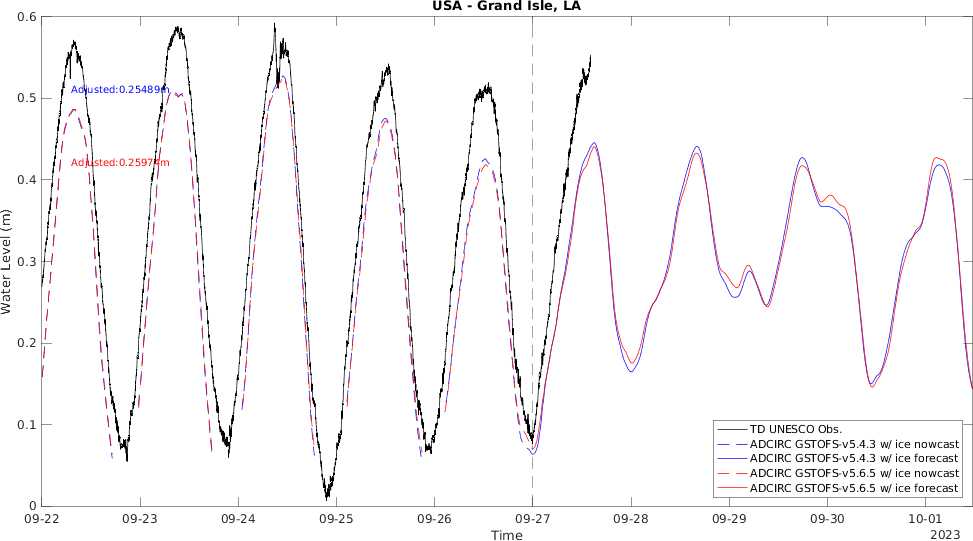 USA - Grand Isle, LA
0.6
0.5
0.4
0.3
0.2
0.1
0
Water Level (m)
Adjusted:0.25489m
Adjusted:0.25974m
TD UNESCO Obs.
ADCIRC GSTOFS-v5.4.3 w/ ice nowcast
ADCIRC GSTOFS-v5.4.3 w/ ice forecast
ADCIRC GSTOFS-v5.6.5 w/ ice nowcast
ADCIRC GSTOFS-v5.6.5 w/ ice forecast
09-22 09-23 09-24 09-25 09-26 09-27 09-28 09-29 09-30 10-01
Time
2023